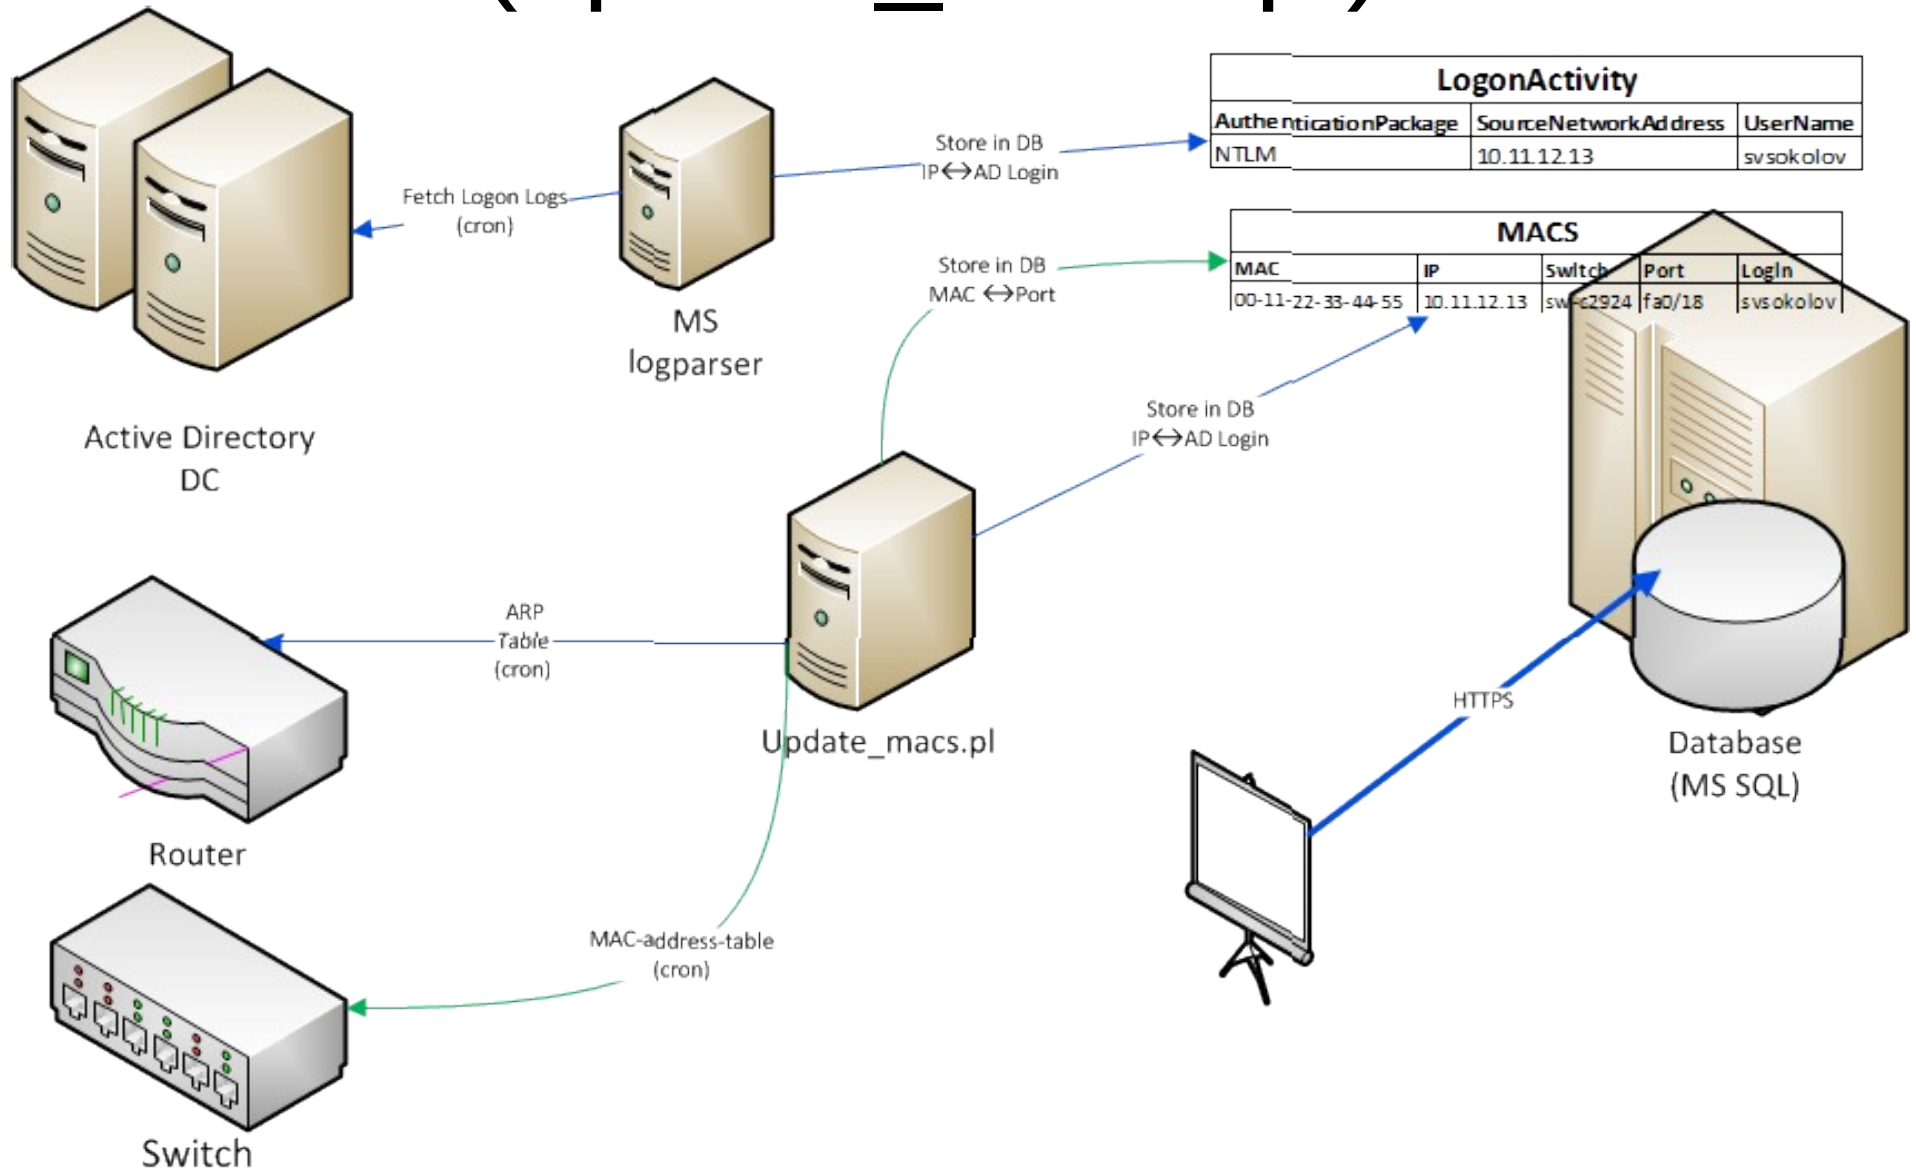 LogonActivity
AuthenticationPackage SourceNetworkAddress UserName
NTLM 10.11.12.13 svsokolov
Store in DB
IP↔AD Login
Fetch Logon Logs
(cron)
MS
logparser
Active Directory
DC
Store in DB
MAC ↔Port
MACS
MAC IP Switch Port Login
00-11-22-33-44-55 10.11.12.13 sw-c2924 fa0/18 svsokolov
Store in DB
IP↔AD Login
ARP
Table
(cron)
Update_macs.pl
Router
HTTPS
Database
(MS SQL)
MAC-address-table
(cron)
Switch